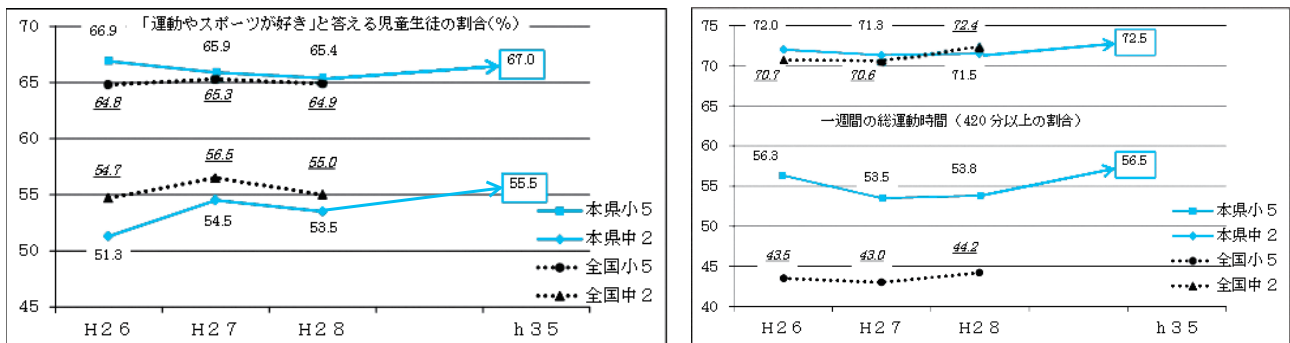 「運動やスポーツが好き」と答える児童生徒の割合(%)
70
65
60
55
50
45
66.9
65.9
65.4
67.0
64.8
65.3
64.9
54.7
56.5
55.0
55.5
51.3
54.5
53.5
本県小5
本県中2
全国小5
全国中2
H26
H27
H28
h35
75
70
65
60
55
50
45
40
72.0
71.3
72.4
72.5
70.7
70.6
71.5
一週間の総運動時間(420分以上の割合)
56.3
53.5
53.8
56.5
43.5
43.0
44.2
本県小5
本県中2
全国小5
全国中2
H26
H27
H28
h35